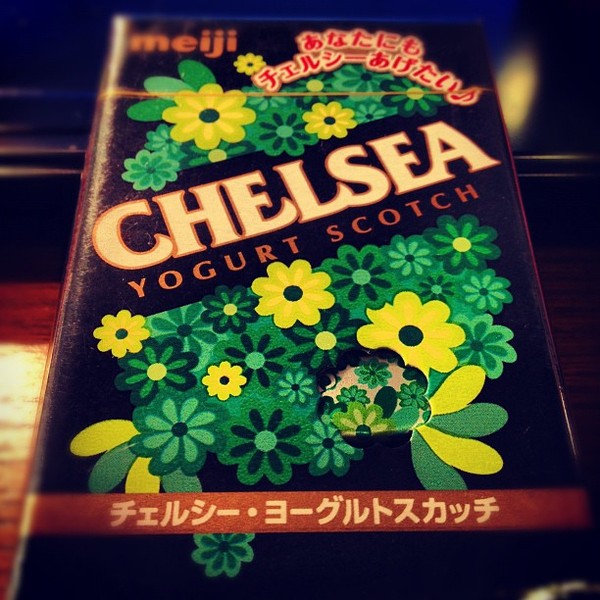 meiji
あなたにも
チェルシーあげたい♪
CHELSEA
YOGURT SCOTCH
チェルシー・ヨーグルトスカッチ